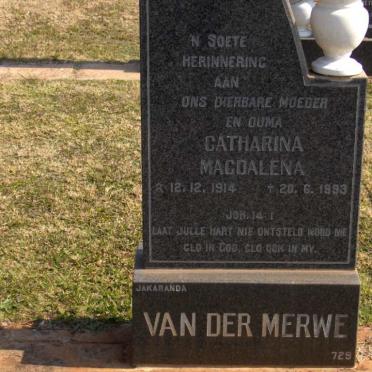 'N SOETE
HERINNERING
AAN
ONS DIERBARE MOEDER
EN OUMA
CATHARINA
MAGDALENA
* 12. 12. 1914 † 20. 6. 1993
JOH. 14: 1
LAAT JULLE HART NIE ONTSTELD WORD NIE
GLO IN GOD, GLO OOK IN MY.
JAKARANDA
VAN DER MERWE
729